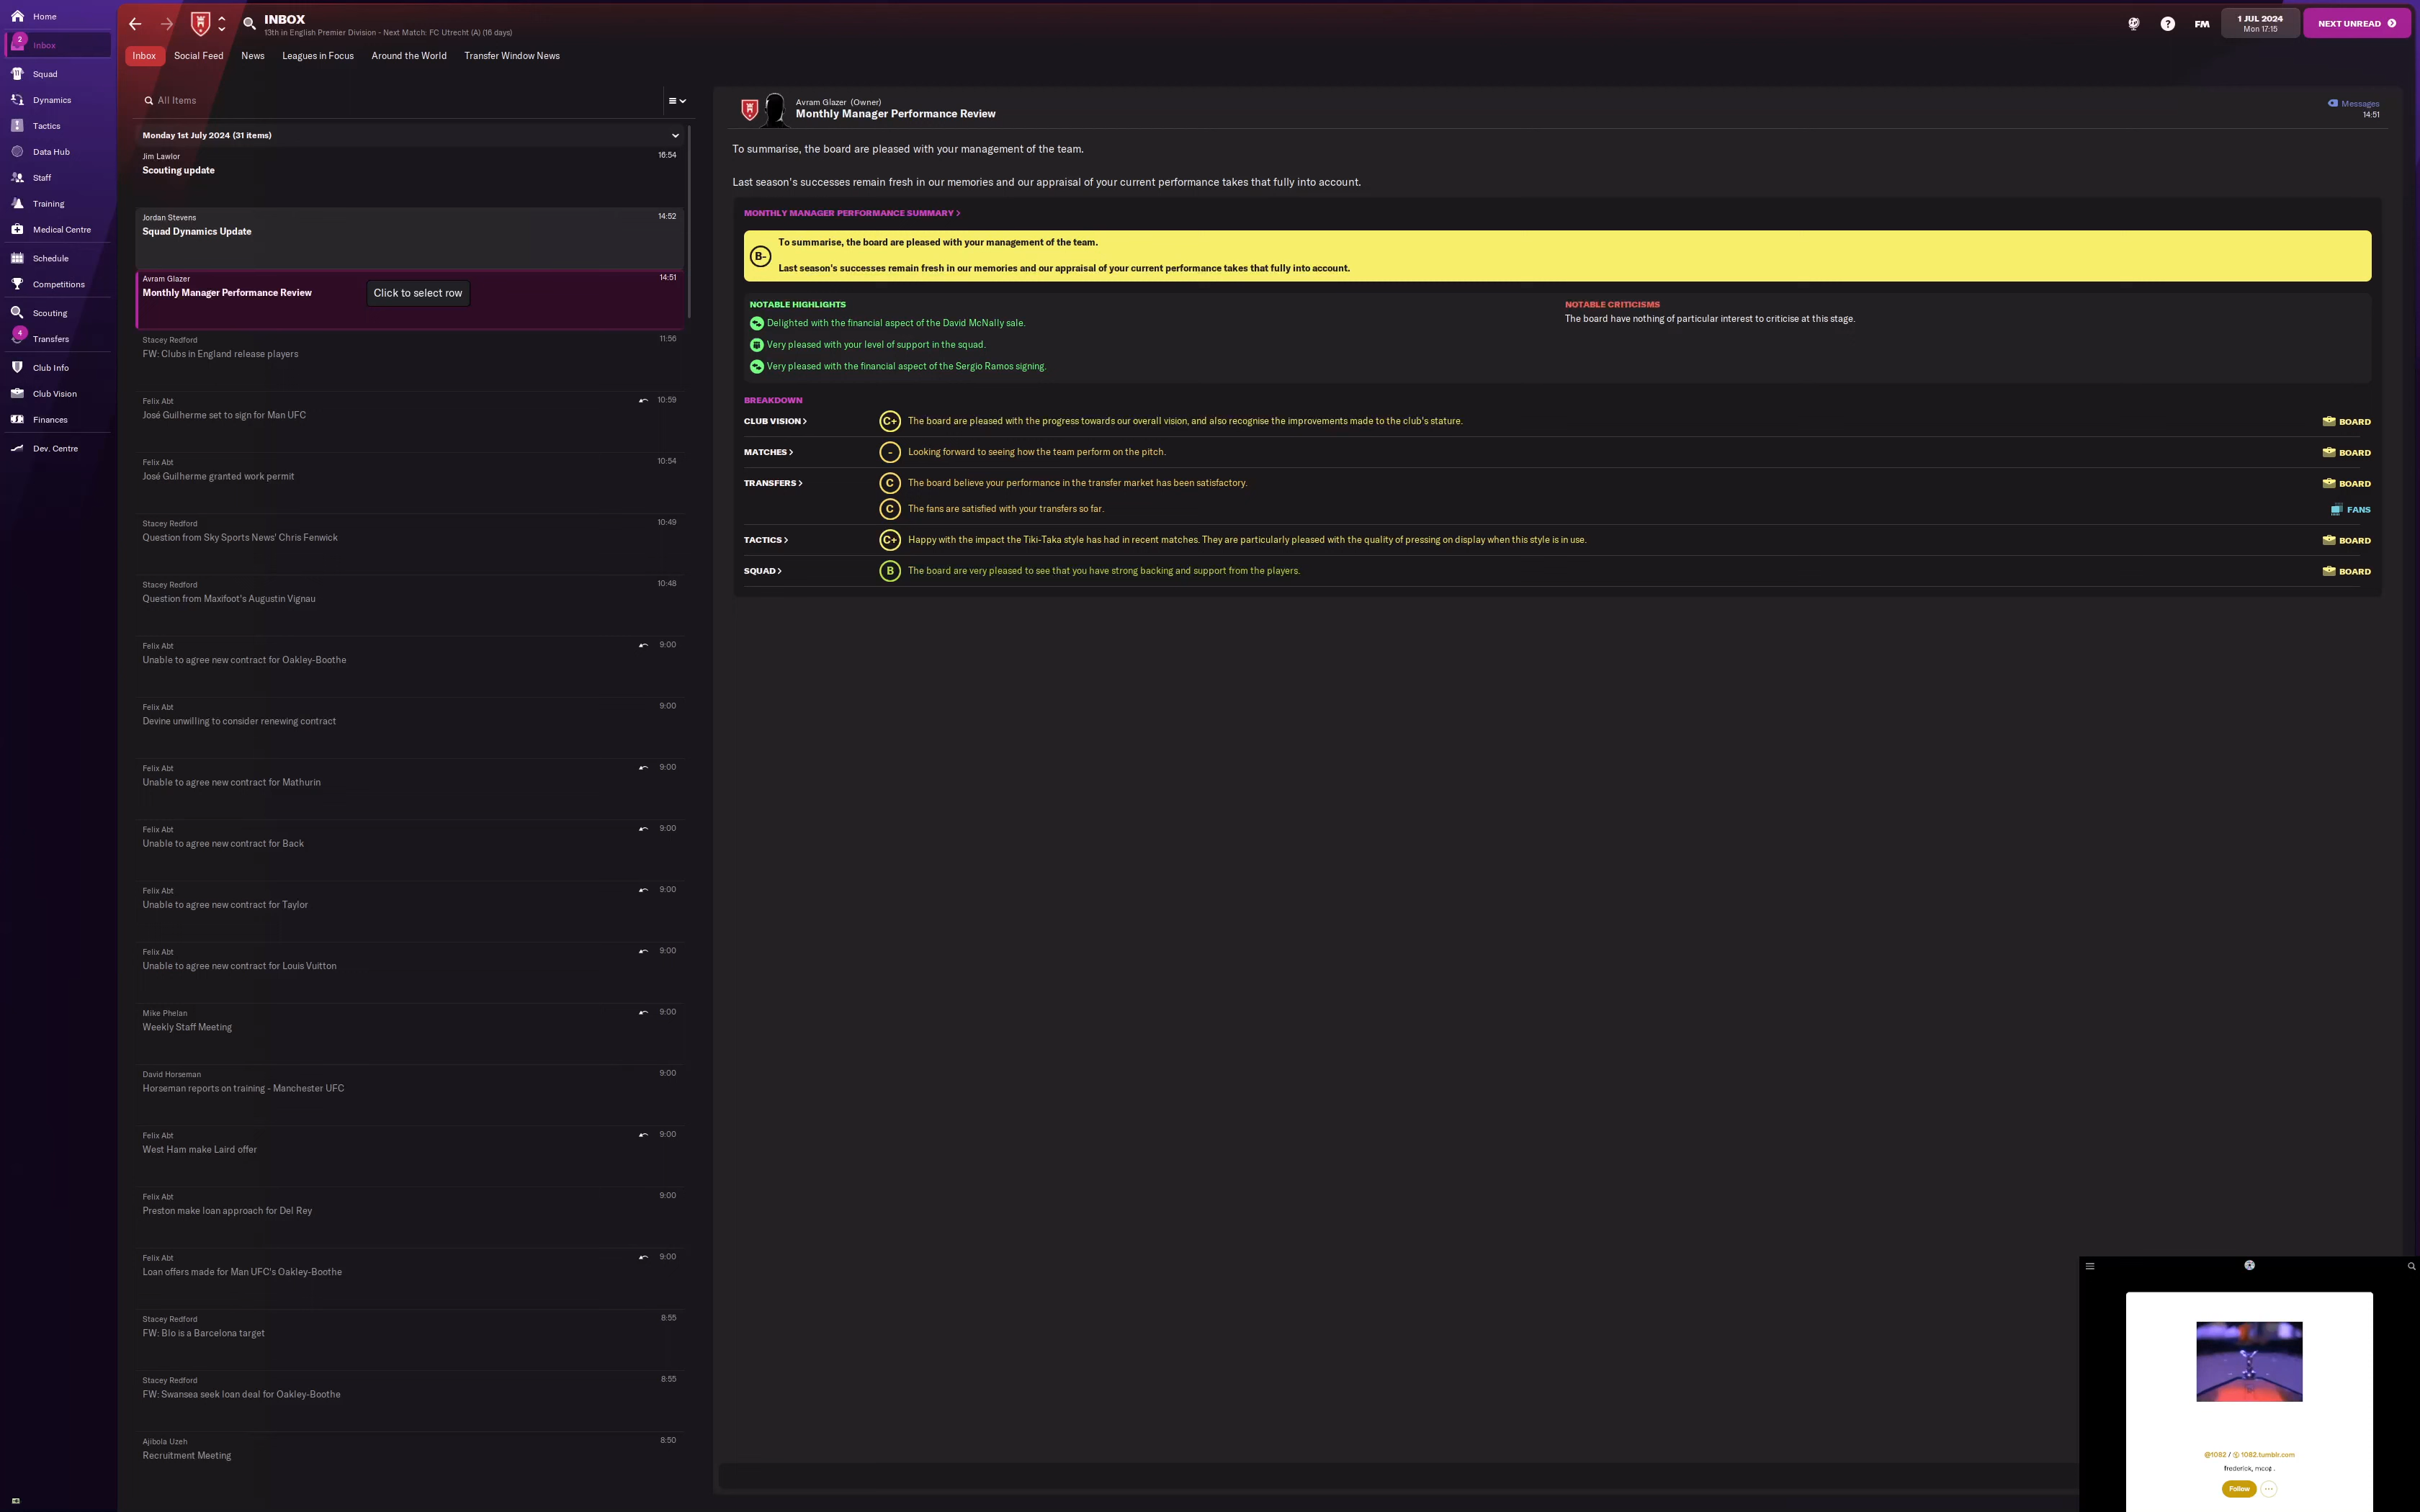 Home
2
Inbox
Squad
Dynamics
Tactics
Data Hub
Staff
Training
Medical Centre
Schedule
Competitions
Scouting
4
Transfers
Club Info
Club Vision
Finances
Dev. Centre
INBOX
13th in English Premier Division - Next Match: FC Utrecht (A) (16 days)
?
FM
1 JUL 2024
Mon 17:15
NEXT UNREAD
Inbox Social Feed News Leagues in Focus Around the World Transfer Window News
All Items
Monday 1st July 2024 (31 items)
Jim Lawlor 16:54
Scouting update
Jordan Stevens 14:52
Squad Dynamics Update
Avram Glazer 14:51
Monthly Manager Performance Review
Click to select row
Stacey Redford 11:56
FW: Clubs in England release players
Felix Abt 10:59
José Guilherme set to sign for Man UFC
Felix Abt 10:54
José Guilherme granted work permit
Stacey Redford 10:49
Question from Sky Sports News' Chris Fenwick
Stacey Redford 10:48
Question from Maxifoot's Augustin Vignau
Felix Abt 9:00
Unable to agree new contract for Oakley-Boothe
Felix Abt 9:00
Devine unwilling to consider renewing contract
Felix Abt 9:00
Unable to agree new contract for Mathurin
Felix Abt 9:00
Unable to agree new contract for Back
Felix Abt 9:00
Unable to agree new contract for Taylor
Felix Abt 9:00
Unable to agree new contract for Louis Vuitton
Mike Phelan 9:00
Weekly Staff Meeting
David Horseman 9:00
Horseman reports on training - Manchester UFC
Felix Abt 9:00
West Ham make Laird offer
Felix Abt 9:00
Preston make loan approach for Del Rey
Felix Abt 9:00
Loan offers made for Man UFC's Oakley-Boothe
Stacey Redford 8:55
FW: Blo is a Barcelona target
Stacey Redford 8:55
FW: Swansea seek loan deal for Oakley-Boothe
Ajibola Uzeh 8:50
Recruitment Meeting
Avram Glazer (Owner)
Monthly Manager Performance Review
Messages
14:51
To summarise, the board are pleased with your management of the team.
Last season's successes remain fresh in our memories and our appraisal of your current performance takes that fully into account.
MONTHLY MANAGER PERFORMANCE SUMMARY >
B-
To summarise, the board are pleased with your management of the team.
Last season's successes remain fresh in our memories and our appraisal of your current performance takes that fully into account.
NOTABLE HIGHLIGHTS
Delighted with the financial aspect of the David McNally sale.
Very pleased with your level of support in the squad.
Very pleased with the financial aspect of the Sergio Ramos signing.
NOTABLE CRITICISMS
The board have nothing of particular interest to criticise at this stage.
BREAKDOWN
CLUB VISION > C+ The board are pleased with the progress towards our overall vision, and also recognise the improvements made to the club's stature. BOARD
MATCHES > - Looking forward to seeing how the team perform on the pitch. BOARD
TRANSFERS > C The board believe your performance in the transfer market has been satisfactory. BOARD
C The fans are satisfied with your transfers so far. FANS
TACTICS > C+ Happy with the impact the Tiki-Taka style has had in recent matches. They are particularly pleased with the quality of pressing on display when this style is in use. BOARD
SQUAD > B The board are very pleased to see that you have strong backing and support from the players. BOARD
@1082 / 1082.tumblr.com
frederick,
Follow